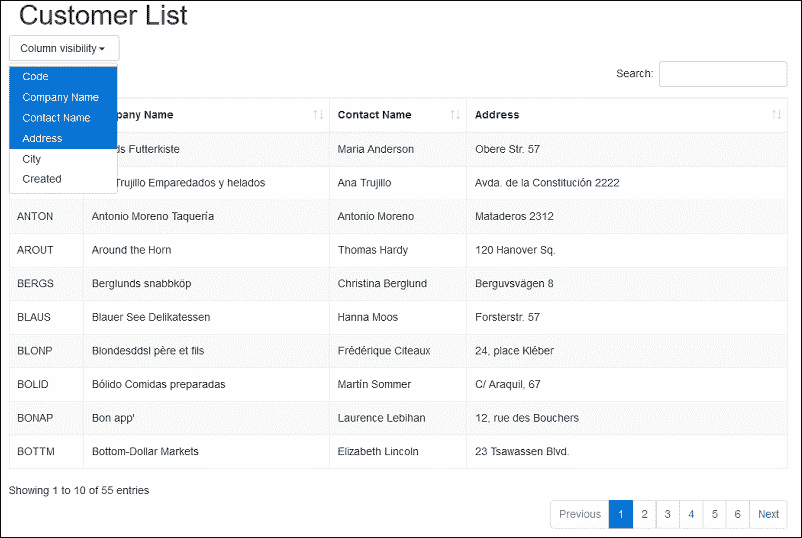 Customer List
Column visibility
Search:
Code
Company Name
Contact Name
Address
City
Created
Name Contact Name Address
Futterkiste Maria Anderson Obere Str. 57
Trujillo Emparedados y helados Ana Trujillo Avda. de la Constitución 2222
ANTON Antonio Moreno Taquería Antonio Moreno Mataderos 2312
AROUT Around the Horn Thomas Hardy 120 Hanover Sq.
BERGS Berglunds snabbköp Christina Berglund Berguvsvägen 8
BLAUS Blauer See Delikatessen Hanna Moos Forsterstr. 57
BLONP Blondesddsl père et fils Frédérique Citeaux 24, place Kléber
BOLID Bólido Comidas preparadas Martín Sommer C/ Araquil, 67
BONAP Bon app' Laurence Lebihan 12, rue des Bouchers
BOTTM Bottom-Dollar Markets Elizabeth Lincoln 23 Tsawassen Blvd.
Showing 1 to 10 of 55 entries
Previous 1 2 3 4 5 6 Next